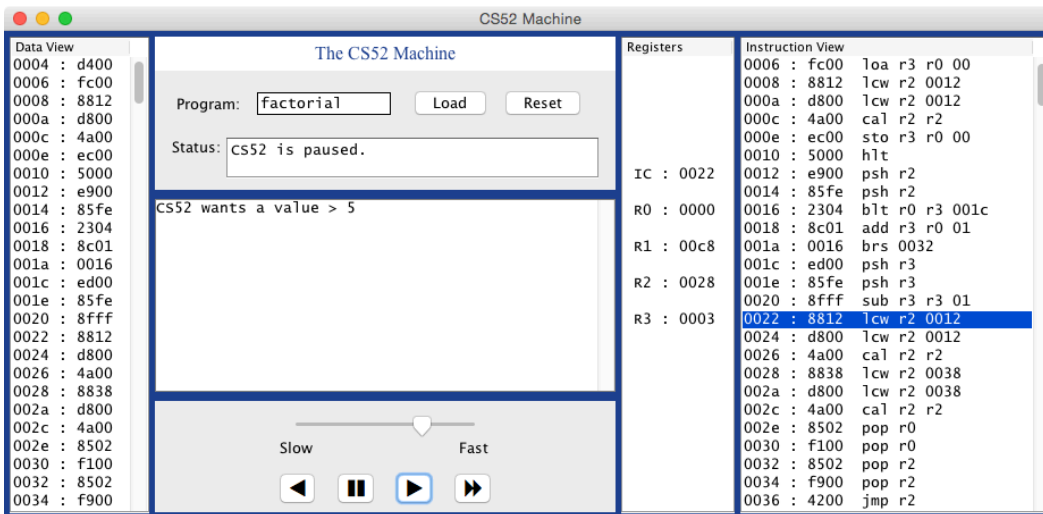 CS52 Machine
Data View
0004 : d400
0006 : fc00
0008 : 8812
000a : d800
000c : 4a00
000e : ec00
0010 : 5000
0012 : e900
0014 : 85fe
0016 : 2304
0018 : 8c01
001a : 0016
001c : ed00
001e : 85fe
0020 : 8fff
0022 : 8812
0024 : d800
0026 : 4a00
0028 : 8838
002a : d800
002c : 4a00
002e : 8502
0030 : f100
0032 : 8502
0034 : f900
The CS52 Machine
Program: factorial Load Reset
Status: CS52 is paused.
CS52 wants a value > 5
Slow Fast
Registers
IC : 0022
R0 : 0000
R1 : 00c8
R2 : 0028
R3 : 0003
Instruction View
0006 : fc00 loa r3 r0 00
0008 : 8812 lcw r2 0012
000a : d800 lcw r2 0012
000c : 4a00 cal r2 r2
000e : ec00 sto r3 r0 00
0010 : 5000 hlt
0012 : e900 psh r2
0014 : 85fe psh r2
0016 : 2304 blt r0 r3 001c
0018 : 8c01 add r3 r0 01
001a : 0016 brs 0032
001c : ed00 psh r3
001e : 85fe psh r3
0020 : 8fff sub r3 r3 01
0022 : 8812 lcw r2 0012
0024 : d800 lcw r2 0012
0026 : 4a00 cal r2 r2
0028 : 8838 lcw r2 0038
002a : d800 lcw r2 0038
002c : 4a00 cal r2 r2
002e : 8502 pop r0
0030 : f100 pop r0
0032 : 8502 pop r2
0034 : f900 pop r2
0036 : 4200 jmp r2